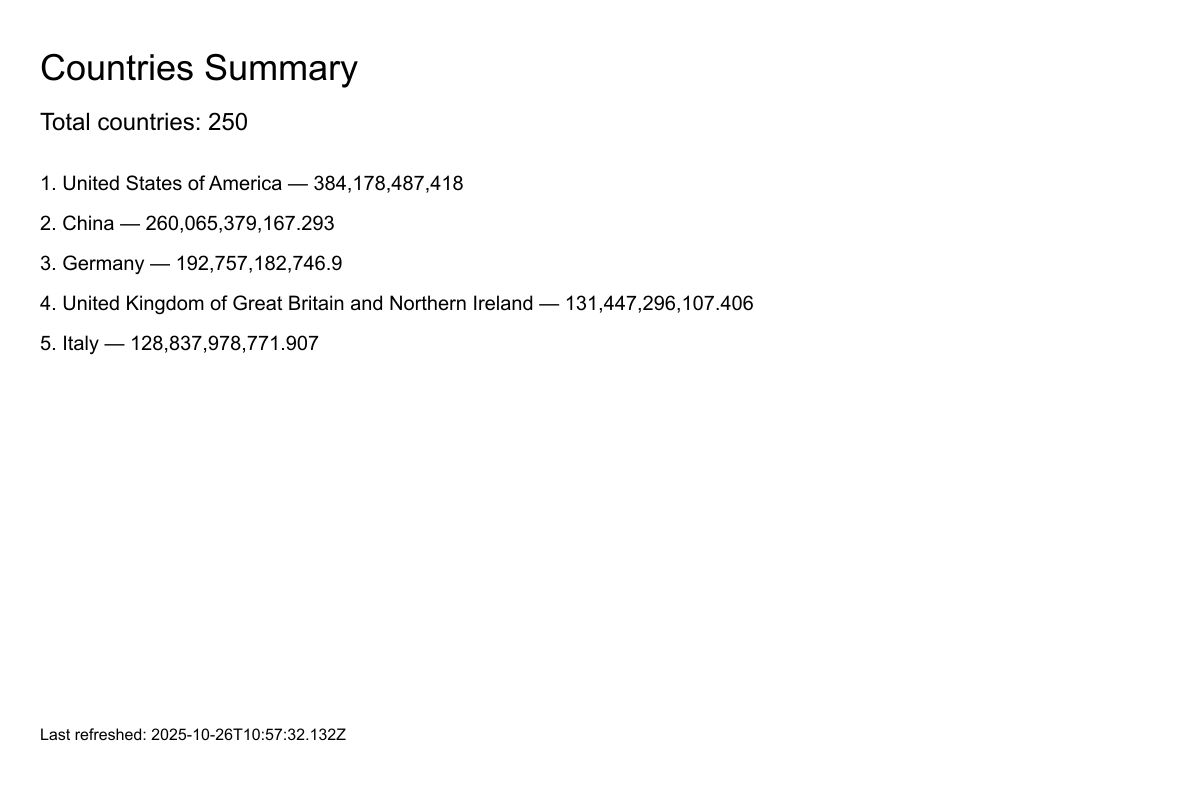 Countries Summary
Total countries: 250
1. United States of America — 384,178,487,418
2. China — 260,065,379,167.293
3. Germany — 192,757,182,746.9
4. United Kingdom of Great Britain and Northern Ireland — 131,447,296,107.406
5. Italy — 128,837,978,771.907
Last refreshed: 2025-10-26T10:57:32.132Z